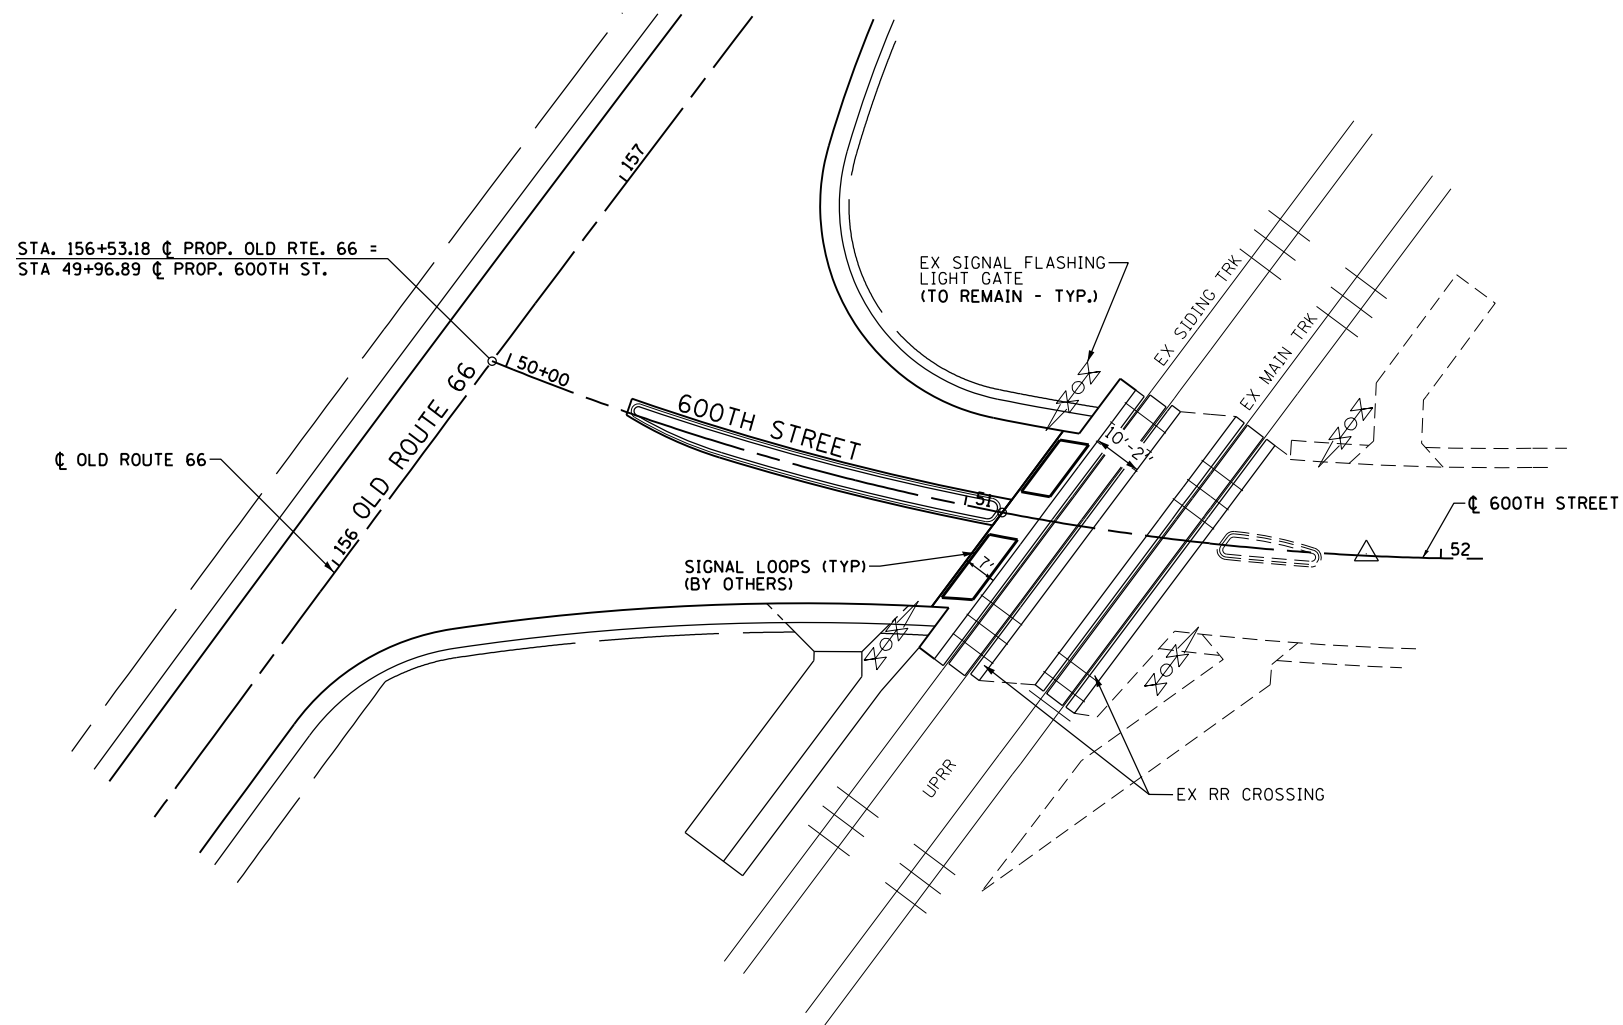 157
STA. 156+53.18 ℄ PROP. OLD RTE. 66 =
STA 49+96.89 ℄ PROP. 600TH ST.
EX SIGNAL FLASHING
LIGHT GATE
(TO REMAIN - TYP.)
EX SIDING TRK
EX MAIN TRK
50+00
600TH STREET
10'-2"
℄ OLD ROUTE 66
OLD ROUTE 66
156
51
℄ 600TH STREET
52
SIGNAL LOOPS (TYP)
(BY OTHERS)
7'
UPRR
EX RR CROSSING